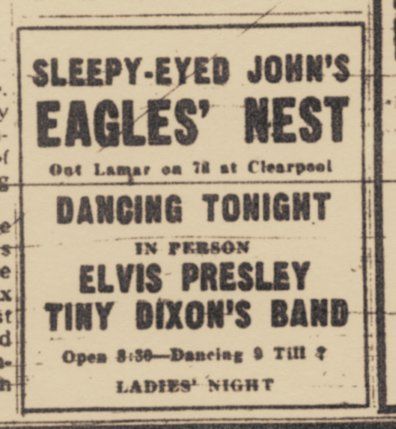 SLEEPY-EYED JOHN'S
EAGLES' NEST
Out Lamar on 78 at Clearpool
DANCING TONIGHT
IN PERSON
ELVIS PRESLEY
TINY DIXON'S BAND
Open 8:30—Dancing 9 Till ?
LADIES' NIGHT